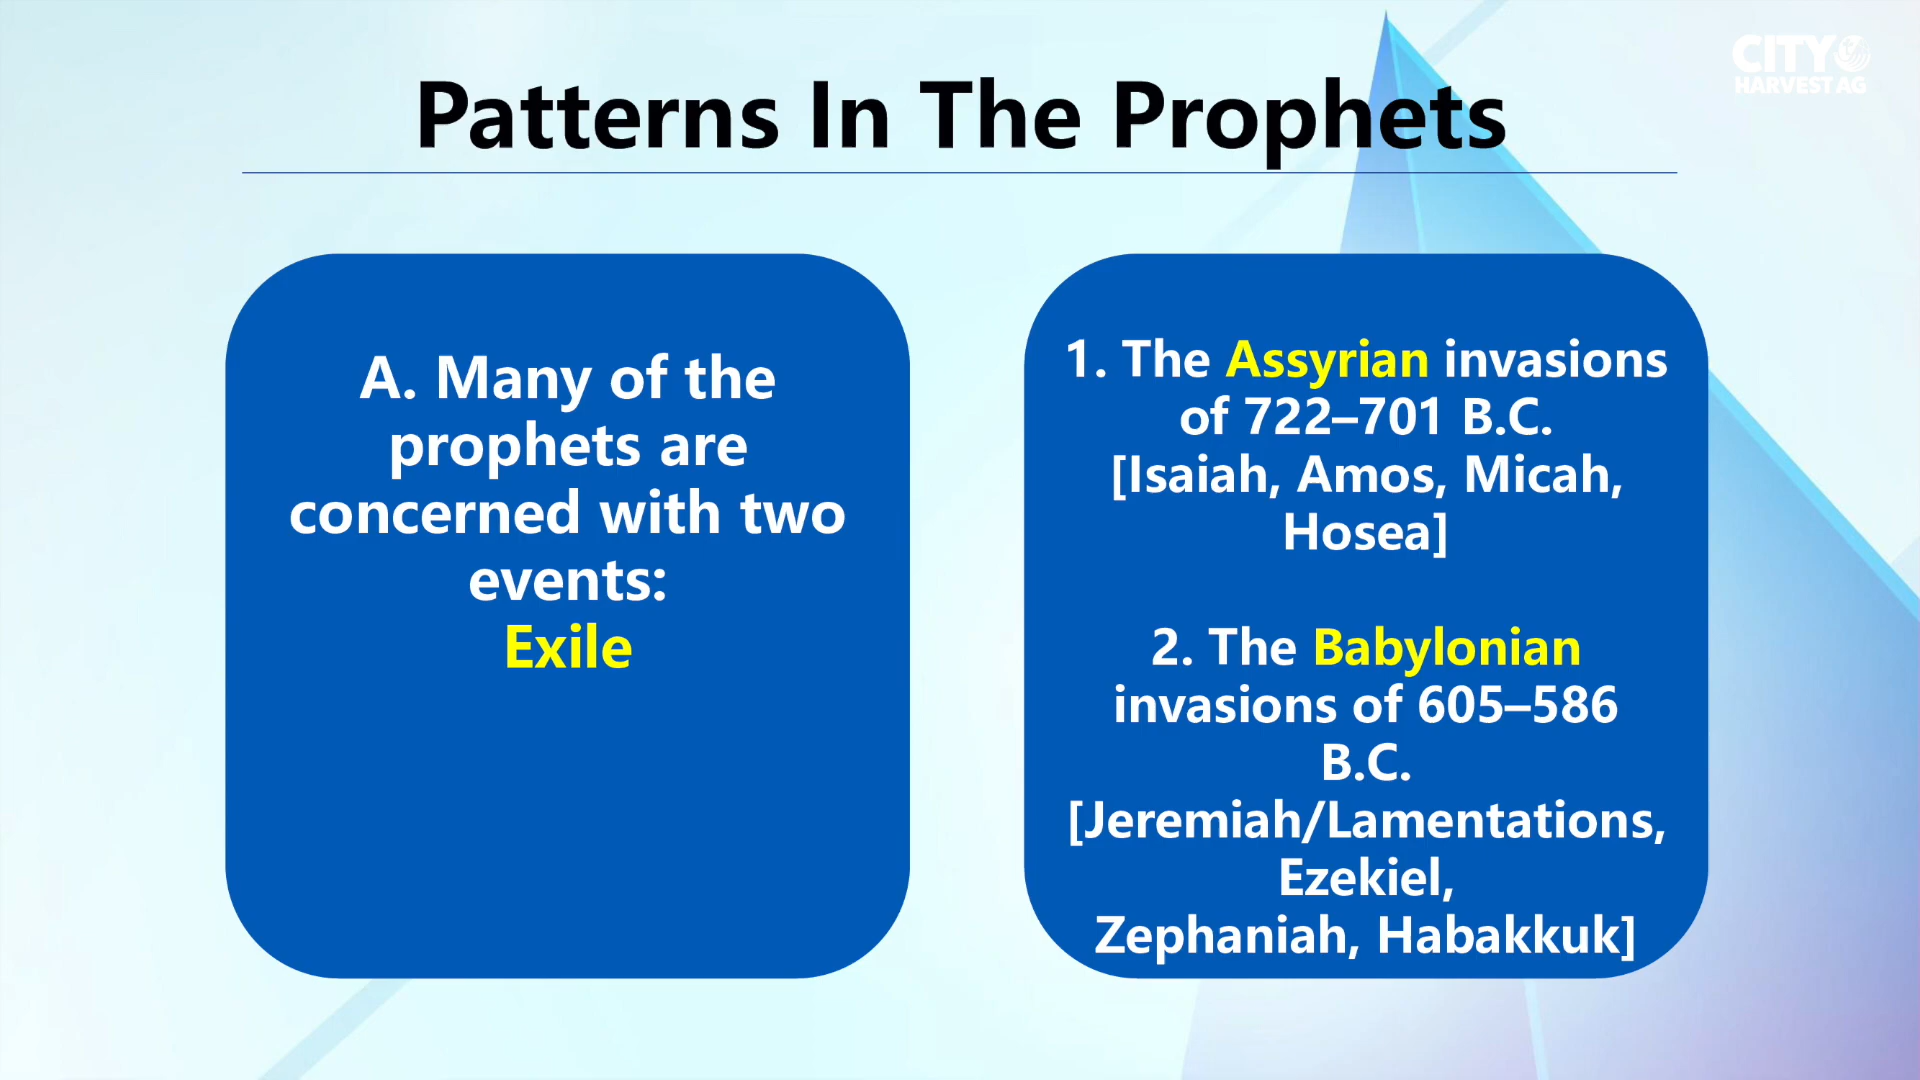 CITY
HARVEST AG
Patterns In The Prophets
A. Many of the
prophets are
concerned with two
events:
Exile
1. The Assyrian invasions
of 722–701 B.C.
[Isaiah, Amos, Micah,
Hosea]
2. The Babylonian
invasions of 605–586
B.C.
[Jeremiah/Lamentations,
Ezekiel,
Zephaniah, Habakkuk]